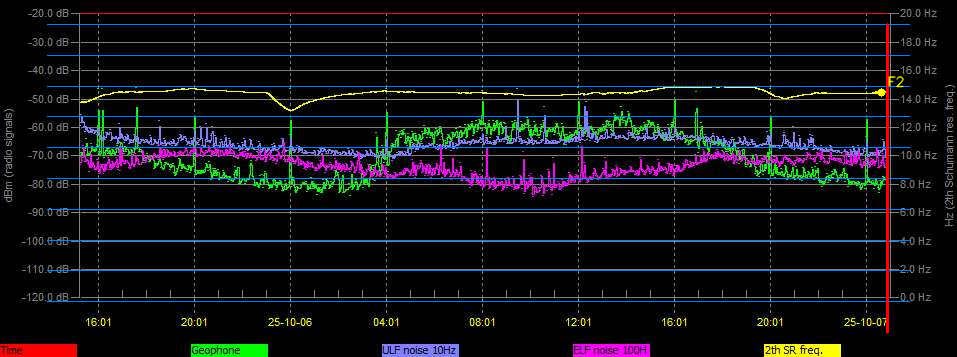 -20.0 dB 20.0 Hz
-30.0 dB 18.0 Hz
-40.0 dB 16.0 Hz
F2
-50.0 dB 14.0 Hz
-60.0 dB 12.0 Hz
-70.0 dB 10.0 Hz
-80.0 dB 8.0 Hz
-90.0 dB 6.0 Hz
-100.0 dB 4.0 Hz
-110.0 dB 2.0 Hz
-120.0 dB 0.0 Hz
dBm (radio signals)
Hz (2th Schumann res. freq.)
16:01 20:01 25-10-06 04:01 08:01 12:01 16:01 20:01 25-10-07
Time Geophone ULF noise 10Hz ELF noise 100H 2th SR freq.